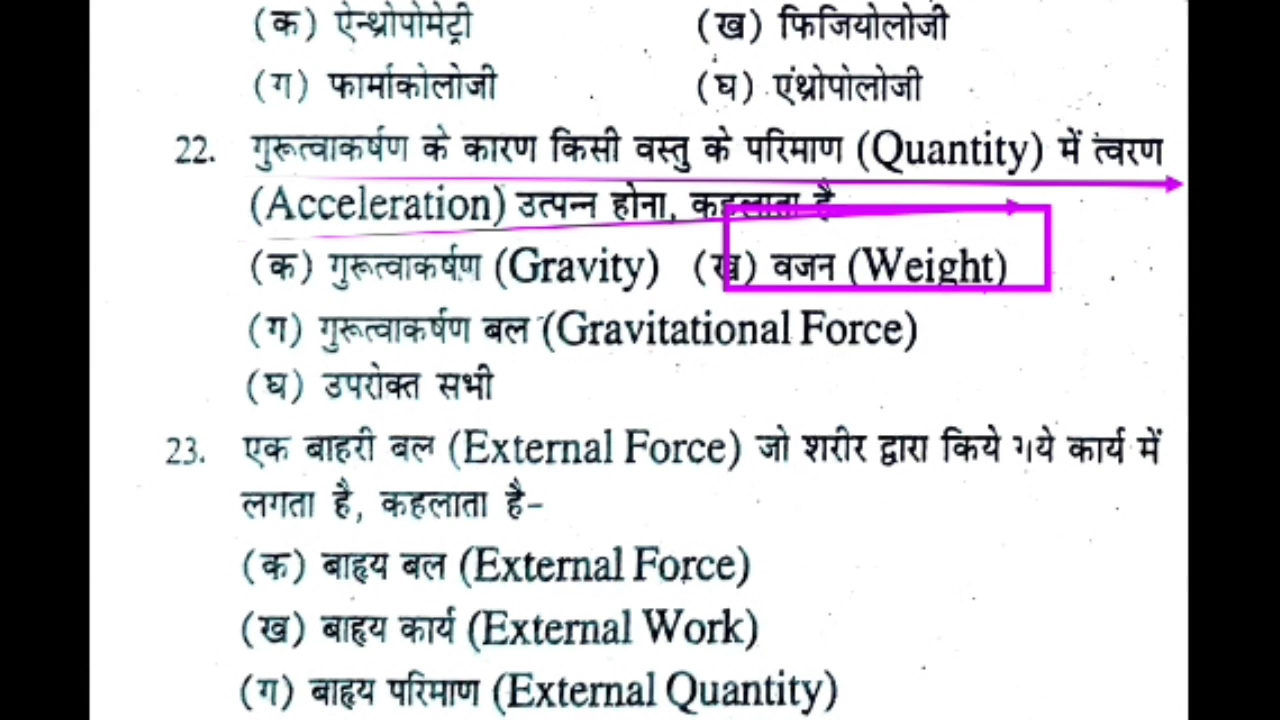 (क) ऐन्थ्रोपोमेट्री (ख) फिजियोलोजी
(ग) फार्माकोलोजी (घ) एंथ्रोपोलोजी
22. गुरूत्वाकर्षण के कारण किसी वस्तु के परिमाण (Quantity) में त्वरण
(Acceleration) उत्पन्न होना, कहलाता है
(क) गुरूत्वाकर्षण (Gravity) (ख) वजन (Weight)
(ग) गुरूत्वाकर्षण बल (Gravitational Force)
(घ) उपरोक्त सभी
23. एक बाहरी बल (External Force) जो शरीर द्वारा किये गये कार्य में
लगता है, कहलाता है-
(क) बाहृय बल (External Force)
(ख) बाहृय कार्य (External Work)
(ग) बाहृय परिमाण (External Quantity)